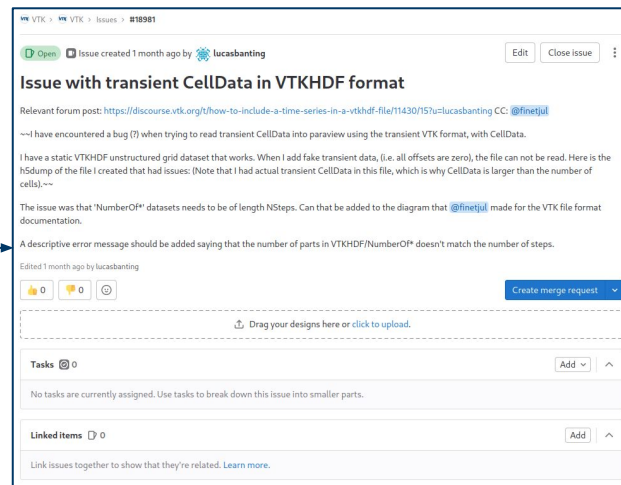 VTK VTK > VTK VTK > Issues > #18981
Open Issue created 1 month ago by lucasbanting Edit Close issue
Issue with transient CellData in VTKHDF format
Relevant forum post: https://discourse.vtk.org/t/how-to-include-a-time-series-in-a-vtkhdf-file/11430/15?u=lucasbanting CC: @finetjul
~~I have encountered a bug (?) when trying to read transient CellData into paraview using the transient VTK format, with CellData.
I have a static VTKHDF unstructured grid dataset that works. When I add fake transient data, (i.e. all offsets are zero), the file can not be read. Here is the
h5dump of the file I created that had issues: (Note that I had actual transient CellData in this file, which is why CellData is larger than the number of
cells).~~
The issue was that 'NumberOf*' datasets needs to be of length NSteps. Can that be added to the diagram that @finetjul made for the VTK file format
documentation.
A descriptive error message should be added saying that the number of parts in VTKHDF/NumberOf* doesn't match the number of steps.
Edited 1 month ago by lucasbanting
0 0 Create merge request
Drag your designs here or click to upload.
Tasks 0 Add
No tasks are currently assigned. Use tasks to break down this issue into smaller parts.
Linked items 0 Add
Link issues together to show that they're related. Learn more.